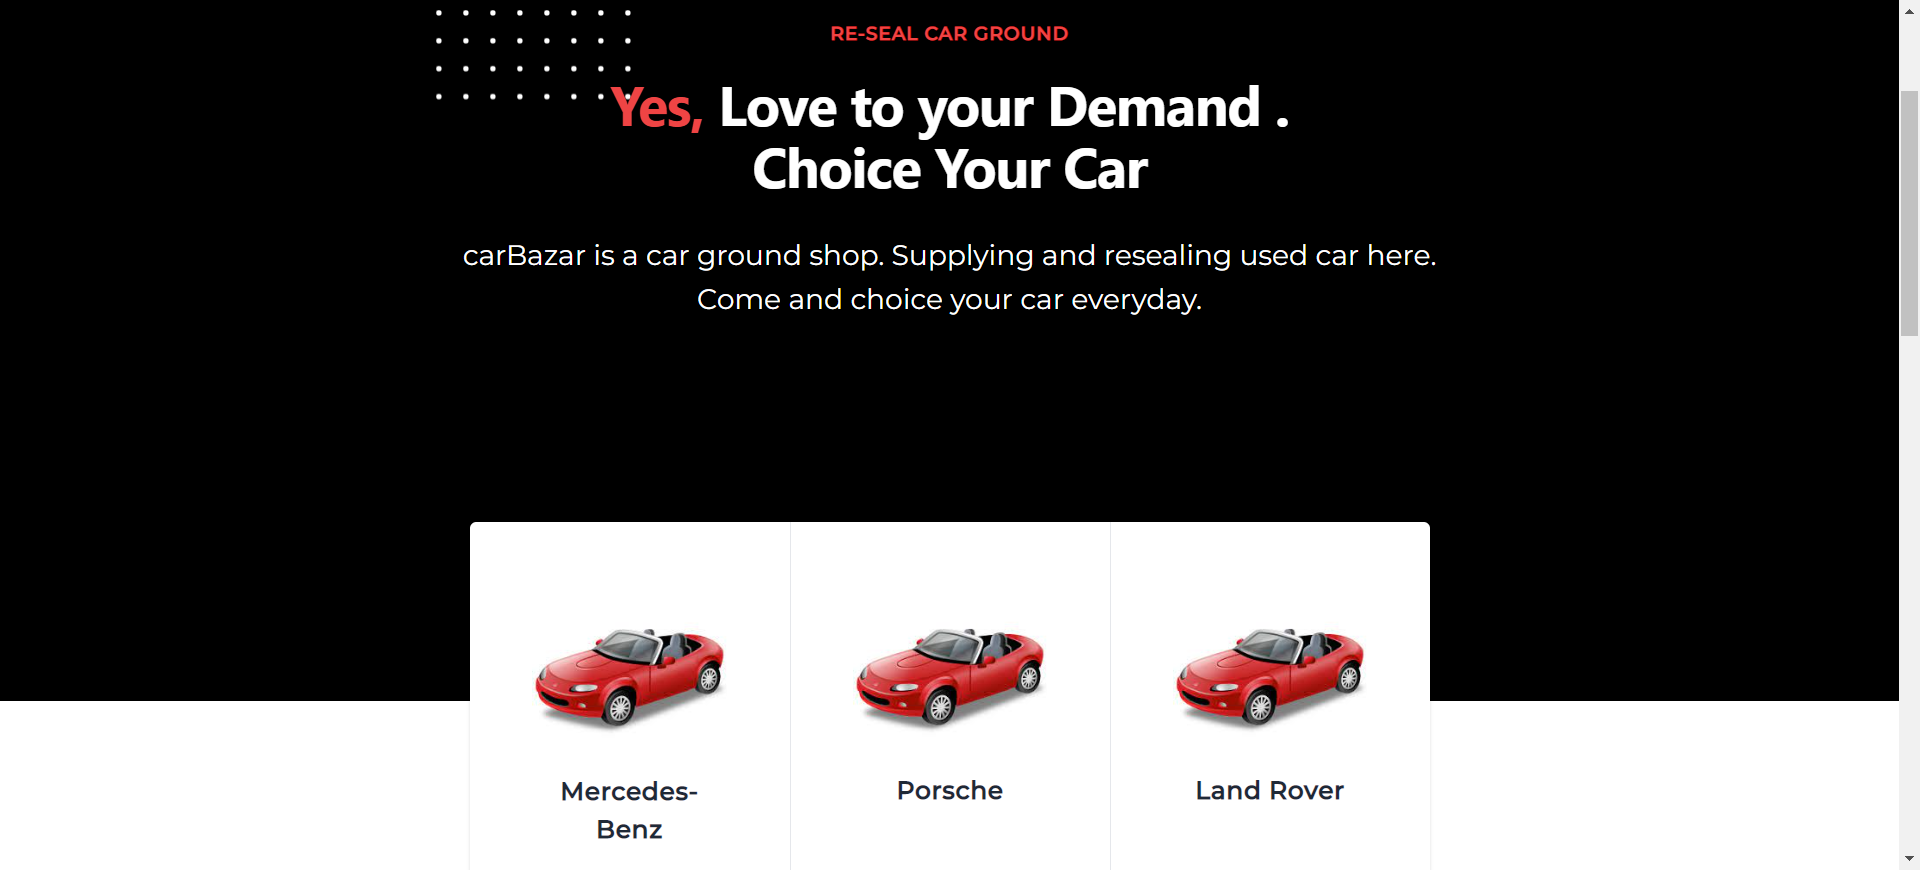 RE-SEAL CAR GROUND
Yes, Love to your Demand .
Choice Your Car
carBazar is a car ground shop. Supplying and resealing used car here.
Come and choice your car everyday.
Mercedes-
Benz
Porsche
Land Rover